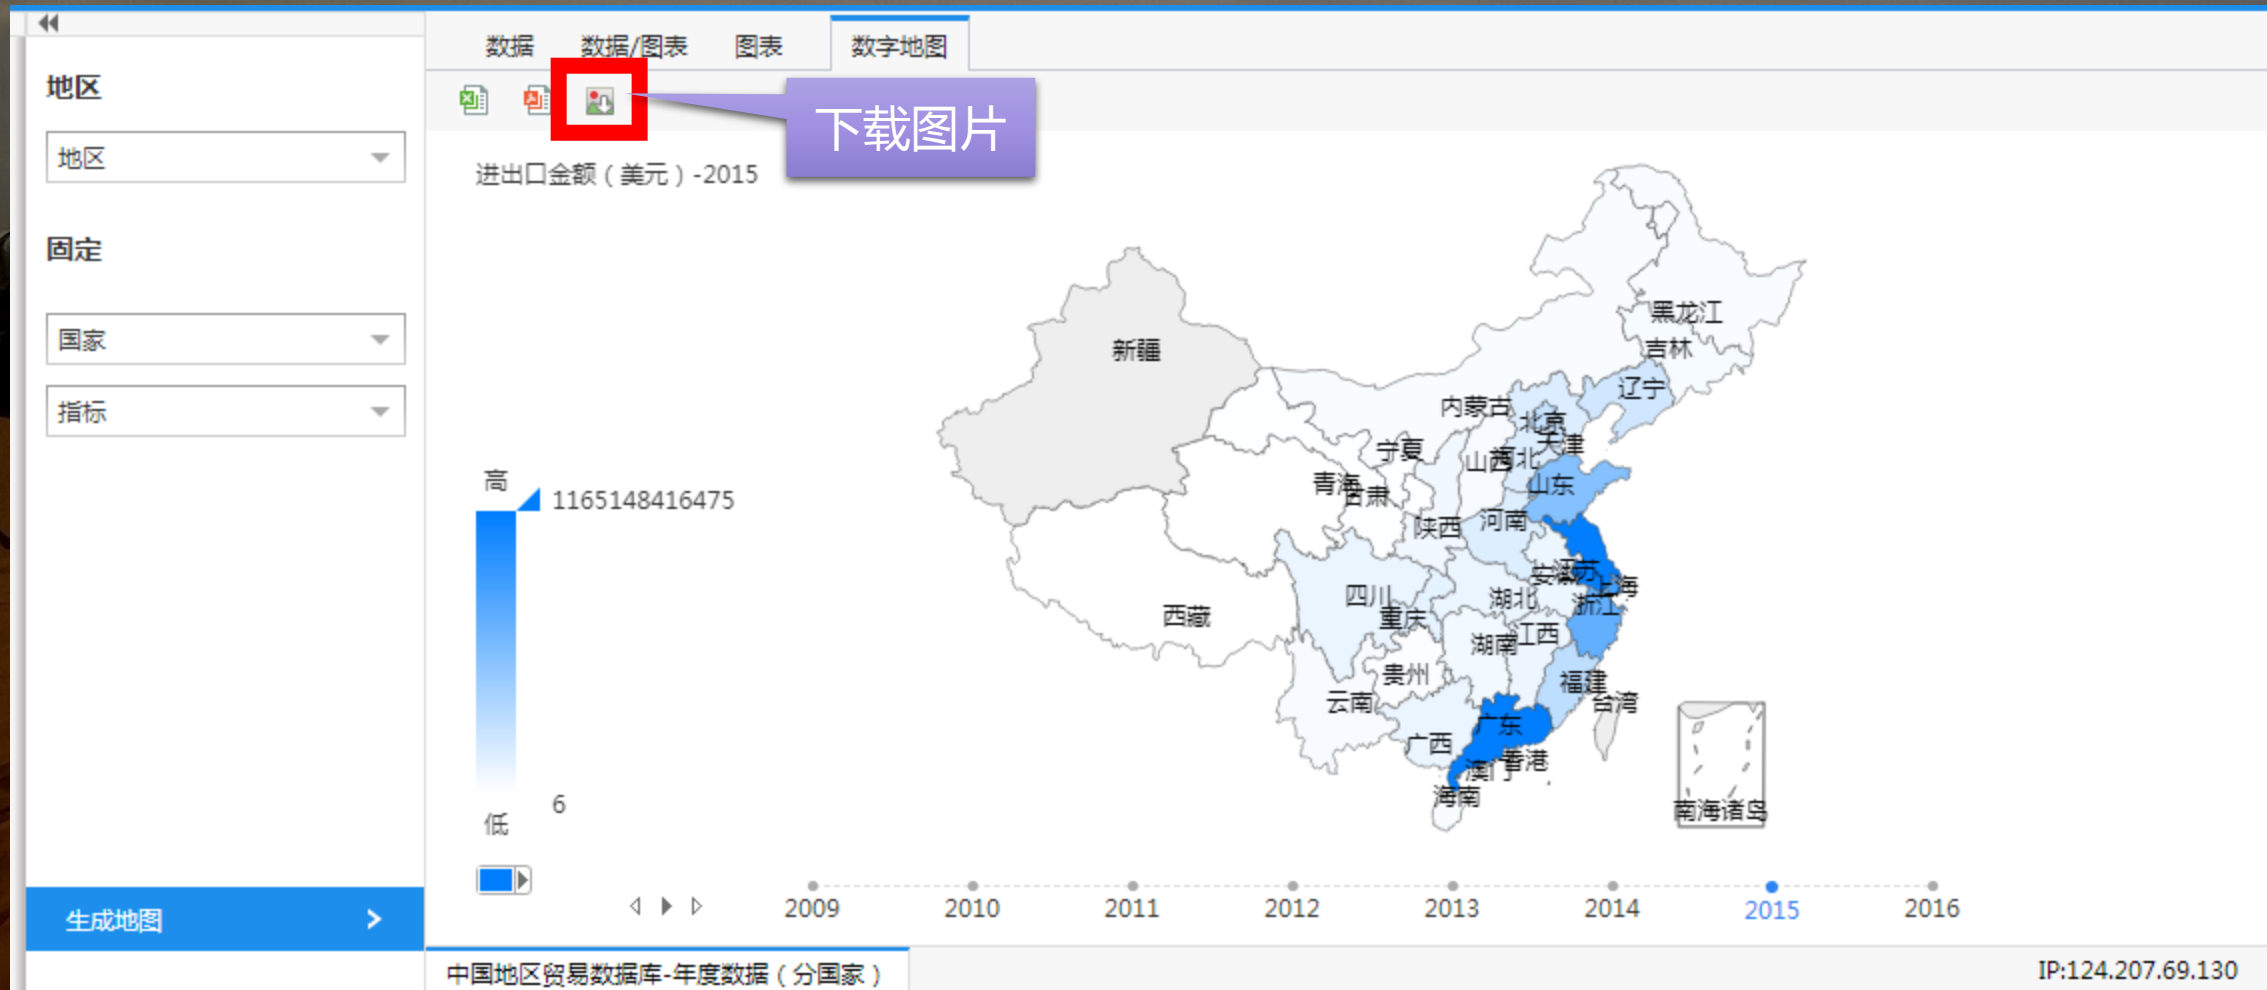 数据
数据/图表
图表
数字地图
地区
地区
固定
国家
指标
生成地图
下载图片
进出口金额（美元）-2015
高
1165148416475
6
低
黑龙江
吉林
辽宁
新疆
内蒙古
北京
天津
宁夏
山西
河北
青海
甘肃
山东
陕西
河南
安徽
江苏
上海
四川
重庆
湖北
浙江
西藏
湖南
江西
贵州
云南
福建
台湾
广东
广西
澳门
香港
海南
南海诸岛
2009
2010
2011
2012
2013
2014
2015
2016
中国地区贸易数据库-年度数据（分国家）
IP:124.207.69.130